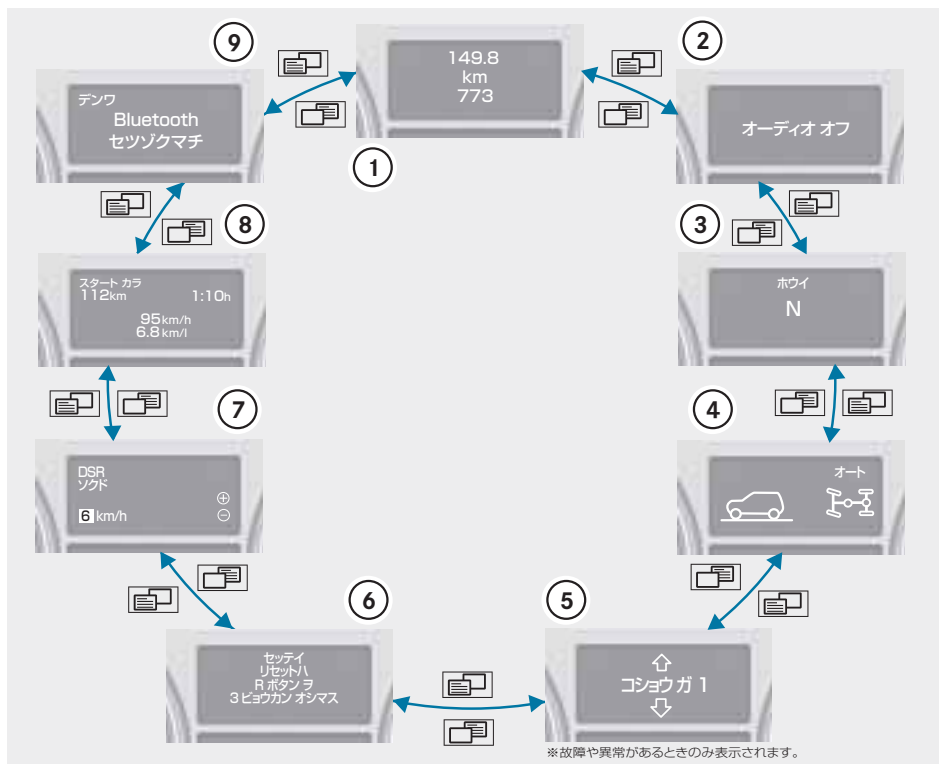 1
149.8
km
773
2
オーディオ オフ
3
ホウイ
N
4
オート
5
コショウ ガ 1
※故障や異常があるときのみ表示されます。
6
セッテイ
リセットハ
R ボタン ヲ
3 ビョウカン オシマス
7
DSR
ソクド
6 km/h
8
スタート カラ
112km 1:10h
95km/h
6.8km/l
9
デンワ
Bluetooth
セツゾクマチ